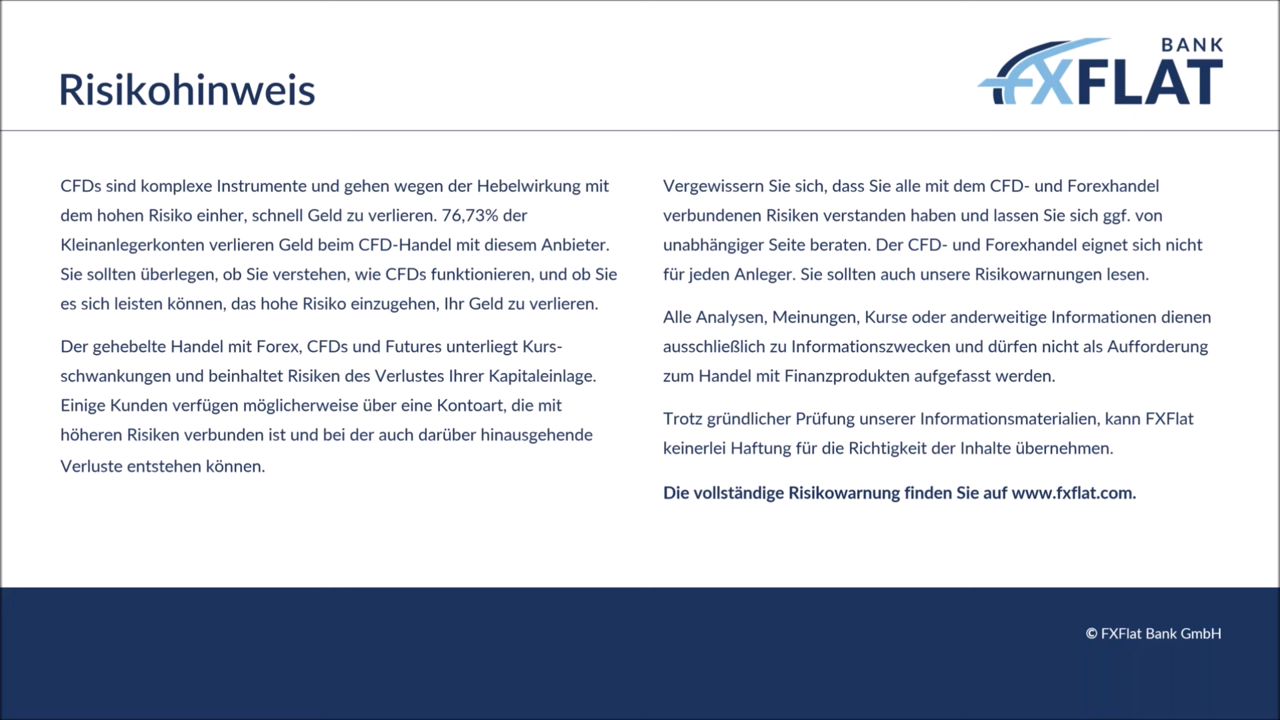 Risikohinweis
BANK
FXFLAT
CFDs sind komplexe Instrumente und gehen wegen der Hebelwirkung mit
dem hohen Risiko einher, schnell Geld zu verlieren. 76,73% der
Kleinanlegerkonten verlieren Geld beim CFD-Handel mit diesem Anbieter.
Sie sollten überlegen, ob Sie verstehen, wie CFDs funktionieren, und ob Sie
es sich leisten können, das hohe Risiko einzugehen, Ihr Geld zu verlieren.
Der gehebelte Handel mit Forex, CFDs und Futures unterliegt Kurs-
schwankungen und beinhaltet Risiken des Verlustes Ihrer Kapitaleinlage.
Einige Kunden verfügen möglicherweise über eine Kontoart, die mit
höheren Risiken verbunden ist und bei der auch darüber hinausgehende
Verluste entstehen können.
Vergewissern Sie sich, dass Sie alle mit dem CFD- und Forexhandel
verbundenen Risiken verstanden haben und lassen Sie sich ggf. von
unabhängiger Seite beraten. Der CFD- und Forexhandel eignet sich nicht
für jeden Anleger. Sie sollten auch unsere Risikowarnungen lesen.
Alle Analysen, Meinungen, Kurse oder anderweitige Informationen dienen
ausschließlich zu Informationszwecken und dürfen nicht als Aufforderung
zum Handel mit Finanzprodukten aufgefasst werden.
Trotz gründlicher Prüfung unserer Informationsmaterialien, kann FXFlat
keinerlei Haftung für die Richtigkeit der Inhalte übernehmen.
Die vollständige Risikowarnung finden Sie auf www.fxflat.com.
© FXFlat Bank GmbH